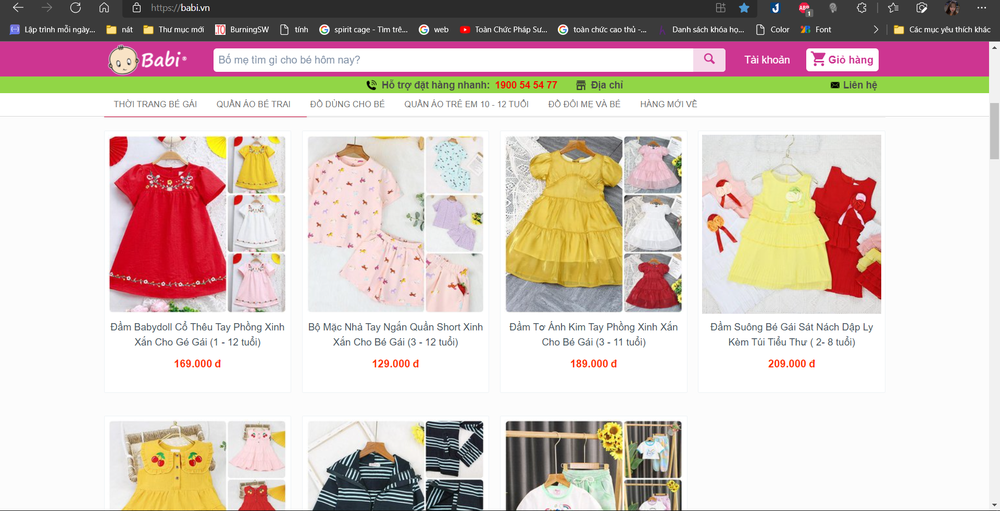 https://babi.vn
ABP
1
Lập trình mỗi ngày...
nát
Thư mục mới
BurningSW
tính
spirit cage - Tìm trê...
web
Toàn Chức Pháp Sư...
toàn chức cao thủ -...
Danh sách khóa họ...
Color
Font
Các mục yêu thích khác
Babi®
Bố mẹ tìm gì cho bé hôm nay?
Tài khoản
Giỏ hàng
Hỗ trợ đặt hàng nhanh: 1900 54 54 77
Địa chỉ
Liên hệ
THỜI TRANG BÉ GÁI
QUẦN ÁO BÉ TRAI
ĐỒ DÙNG CHO BÉ
QUẦN ÁO TRẺ EM 10 - 12 TUỔI
ĐỒ ĐÔI MẸ VÀ BÉ
HÀNG MỚI VỀ
Đầm Babydoll Cổ Thêu Tay Phồng Xinh
Xắn Cho Gé Gái (1 - 12 tuổi)
169.000 đ
Bộ Mặc Nhà Tay Ngắn Quần Short Xinh
Xắn Cho Bé Gái (3 - 12 tuổi)
129.000 đ
Đầm Tơ Ánh Kim Tay Phồng Xinh Xắn
Cho Bé Gái (3 - 11 tuổi)
189.000 đ
Đầm Suông Bé Gái Sát Nách Dập Ly
Kèm Túi Tiểu Thư ( 2- 8 tuổi)
209.000 đ